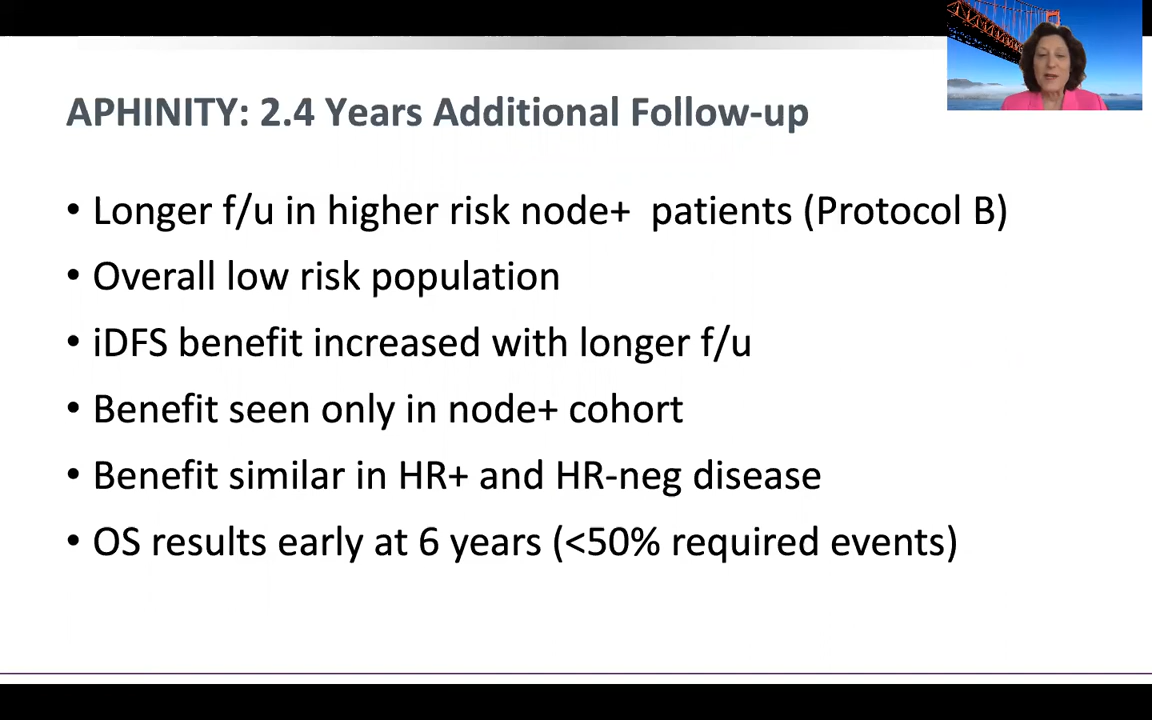 APHINITY: 2.4 Years Additional Follow-up
• Longer f/u in higher risk node+ patients (Protocol B)
• Overall low risk population
• iDFS benefit increased with longer f/u
• Benefit seen only in node+ cohort
• Benefit similar in HR+ and HR-neg disease
• OS results early at 6 years (<50% required events)